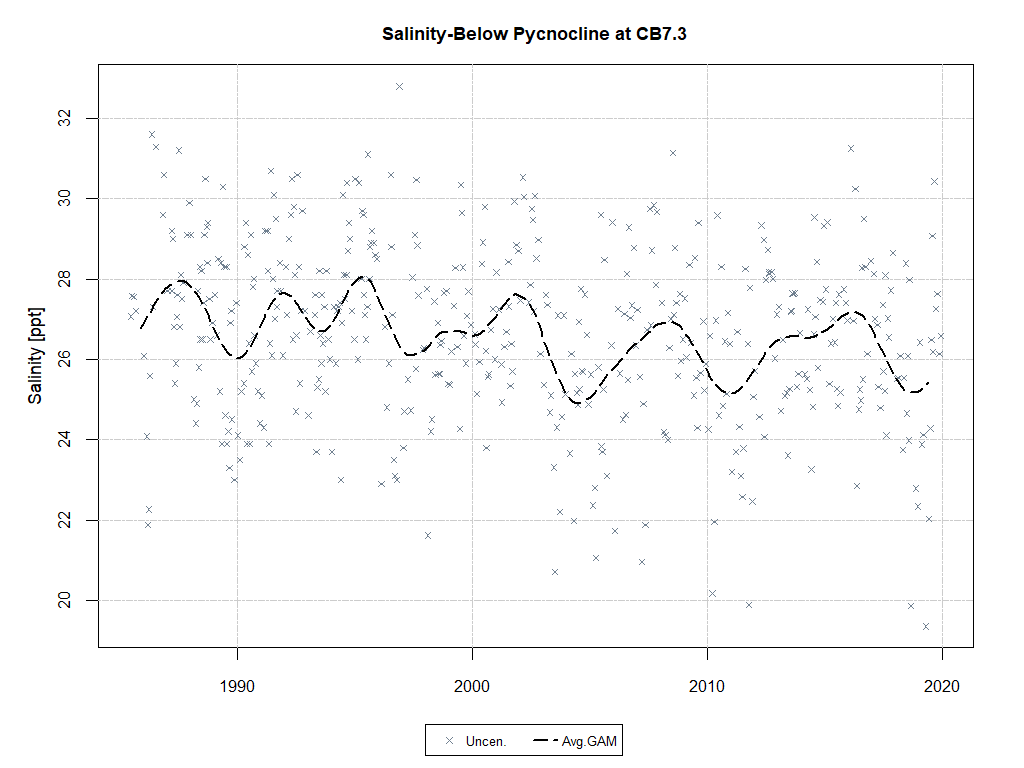 Salinity-Below Pycnocline at CB7.3
Salinity [ppt]
32
30
28
26
24
22
20
1990
2000
2010
2020
Uncen.
Avg.GAM